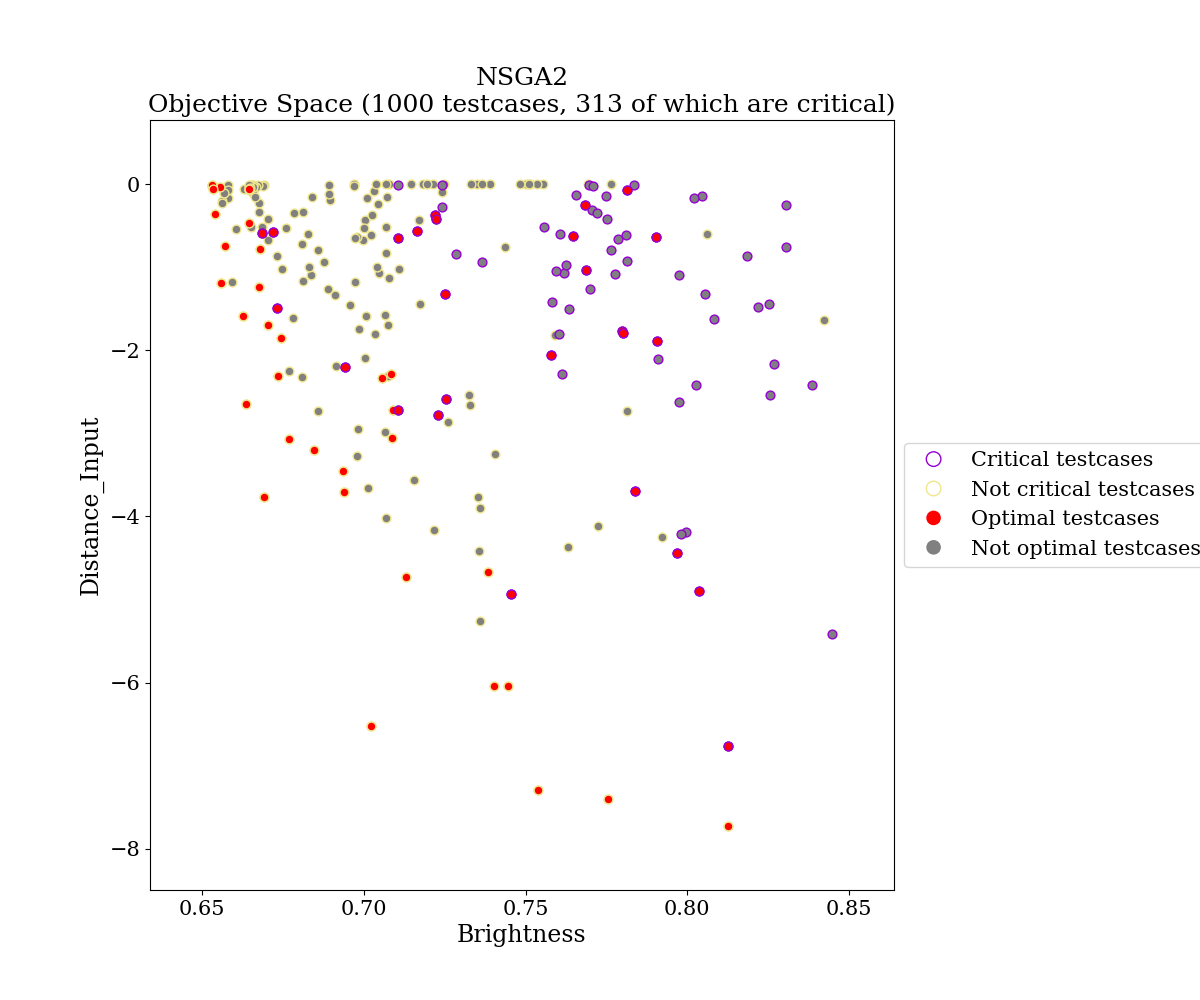 NSGA2
Objective Space (1000 testcases, 313 of which are critical)
0
−2
−4
−6
−8
Distance_Input
0.65
0.70
0.75
0.80
0.85
Brightness
Critical testcases
Not critical testcases
Optimal testcases
Not optimal testcases